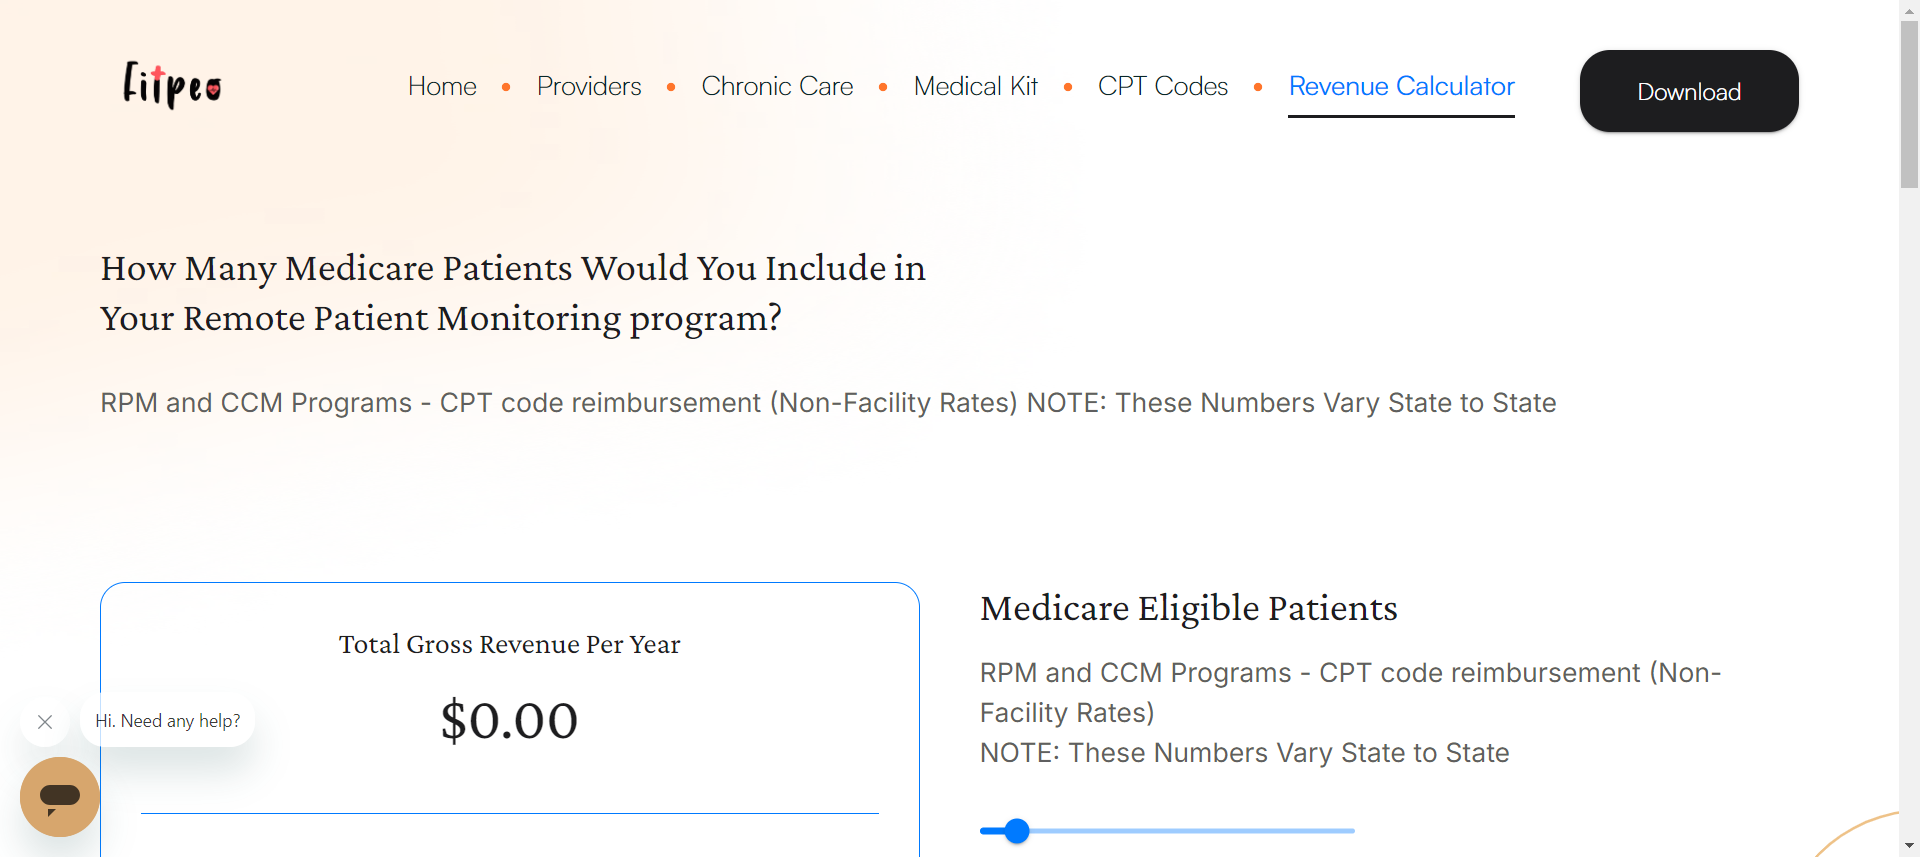 Fitpeo
Home
Providers
Chronic Care
Medical Kit
CPT Codes
Revenue Calculator
Download
How Many Medicare Patients Would You Include in
Your Remote Patient Monitoring program?
RPM and CCM Programs - CPT code reimbursement (Non-Facility Rates) NOTE: These Numbers Vary State to State
Total Gross Revenue Per Year
$0.00
Medicare Eligible Patients
RPM and CCM Programs - CPT code reimbursement (Non-
Facility Rates)
NOTE: These Numbers Vary State to State
Hi. Need any help?